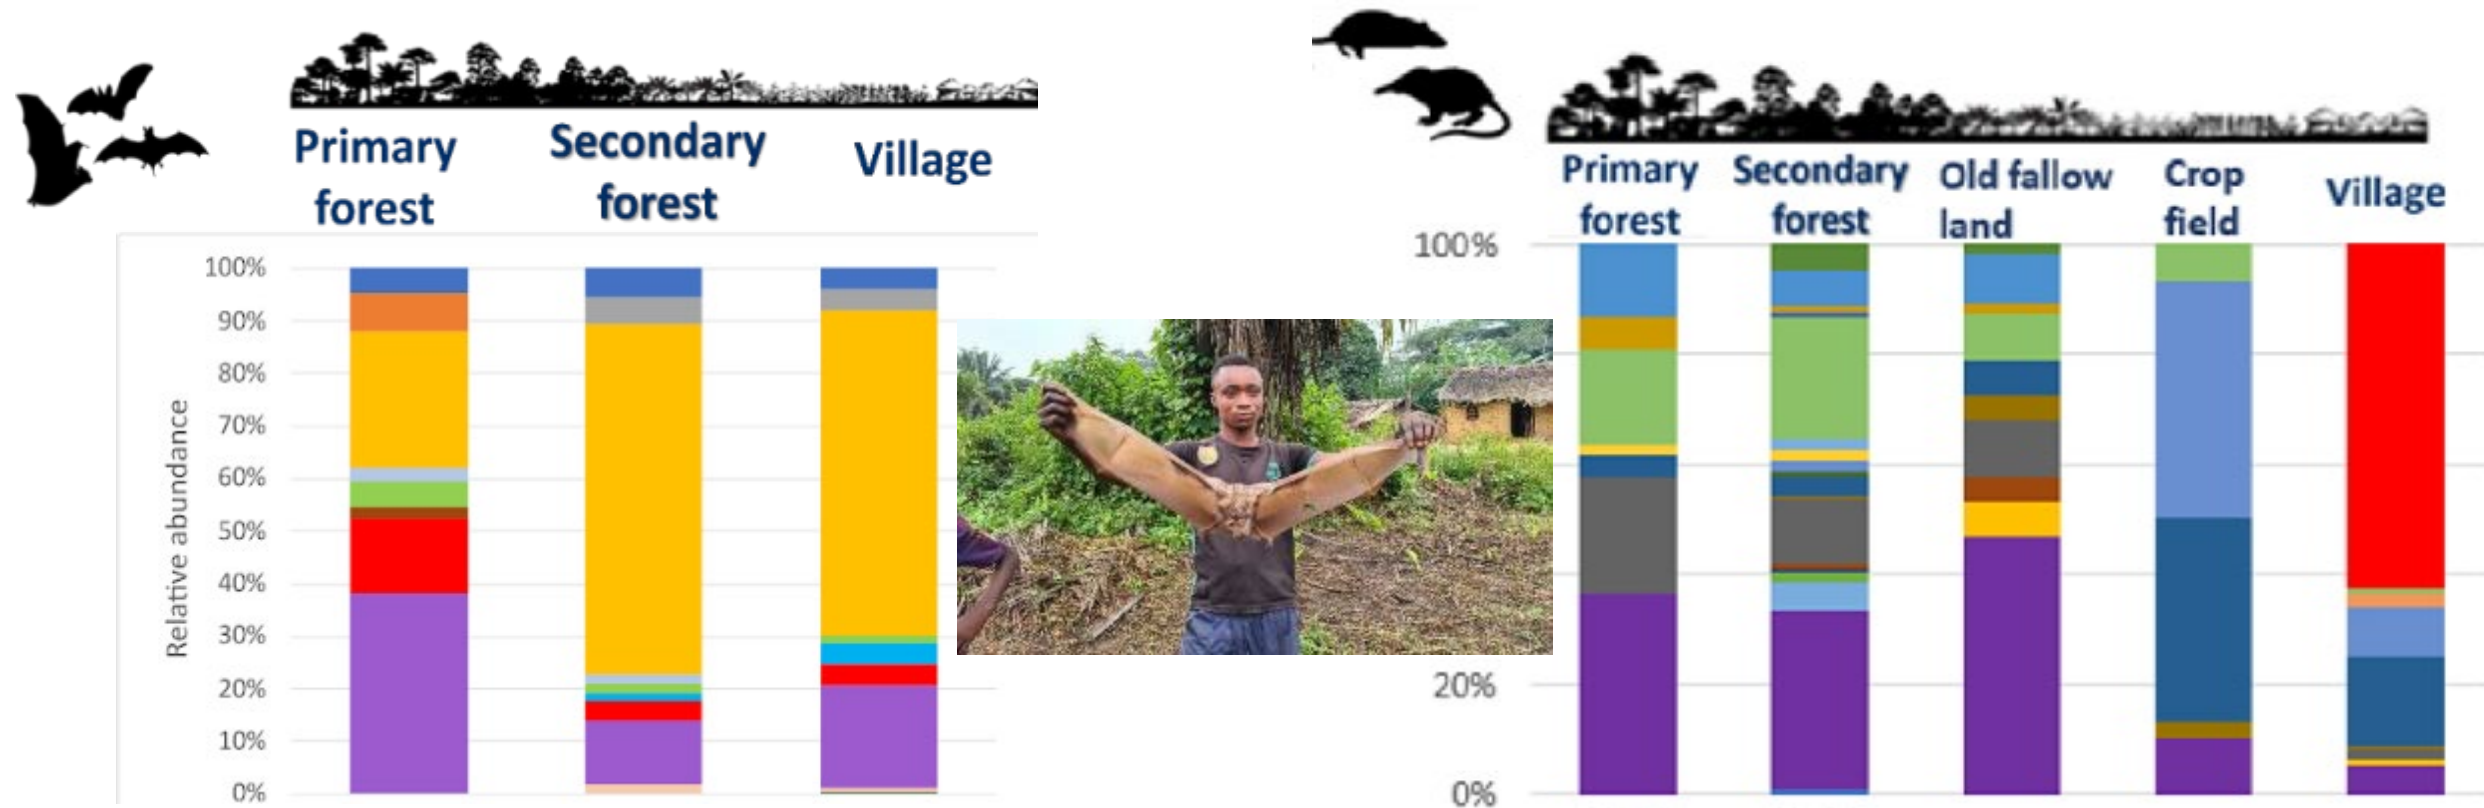 Primary
forest
Secondary
forest
Village
Relative abundance
100%
90%
80%
70%
60%
50%
40%
30%
20%
10%
0%
Primary
forest
Secondary
forest
Old fallow
land
Crop
field
Village
100%
20%
0%